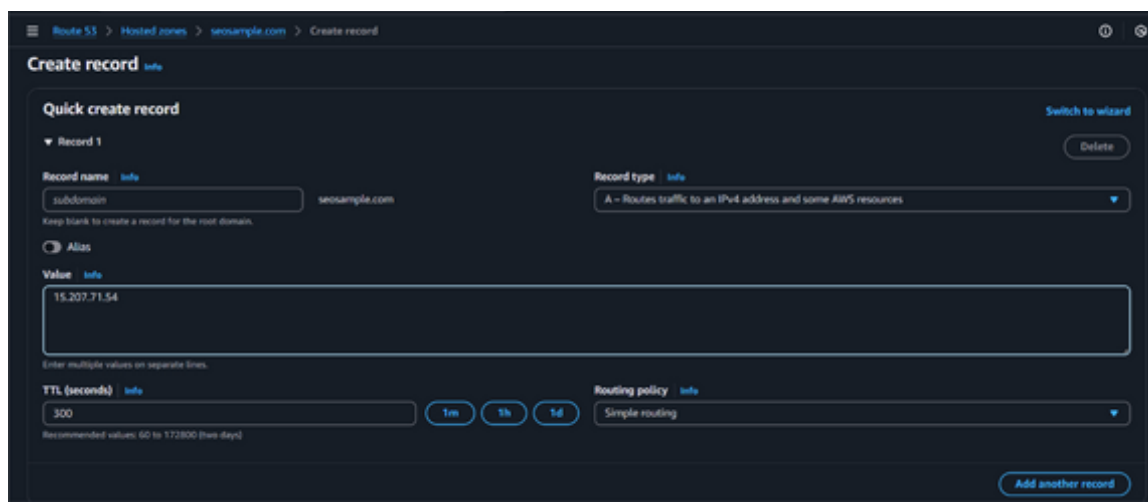 Route 53 > Hosted zones > seosample.com > Create record
Create record Info
Quick create record
Switch to wizard
Record 1
Delete
Record name Info
Record type Info
subdomain
seosample.com
A – Routes traffic to an IPv4 address and some AWS resources
Keep blank to create a record for the root domain.
Alias
Value Info
15.207.71.54
Enter multiple values on separate lines.
TTL (seconds) Info
Routing policy Info
300
1m
1h
1d
Simple routing
Recommended values: 60 to 172800 (two days)
Add another record